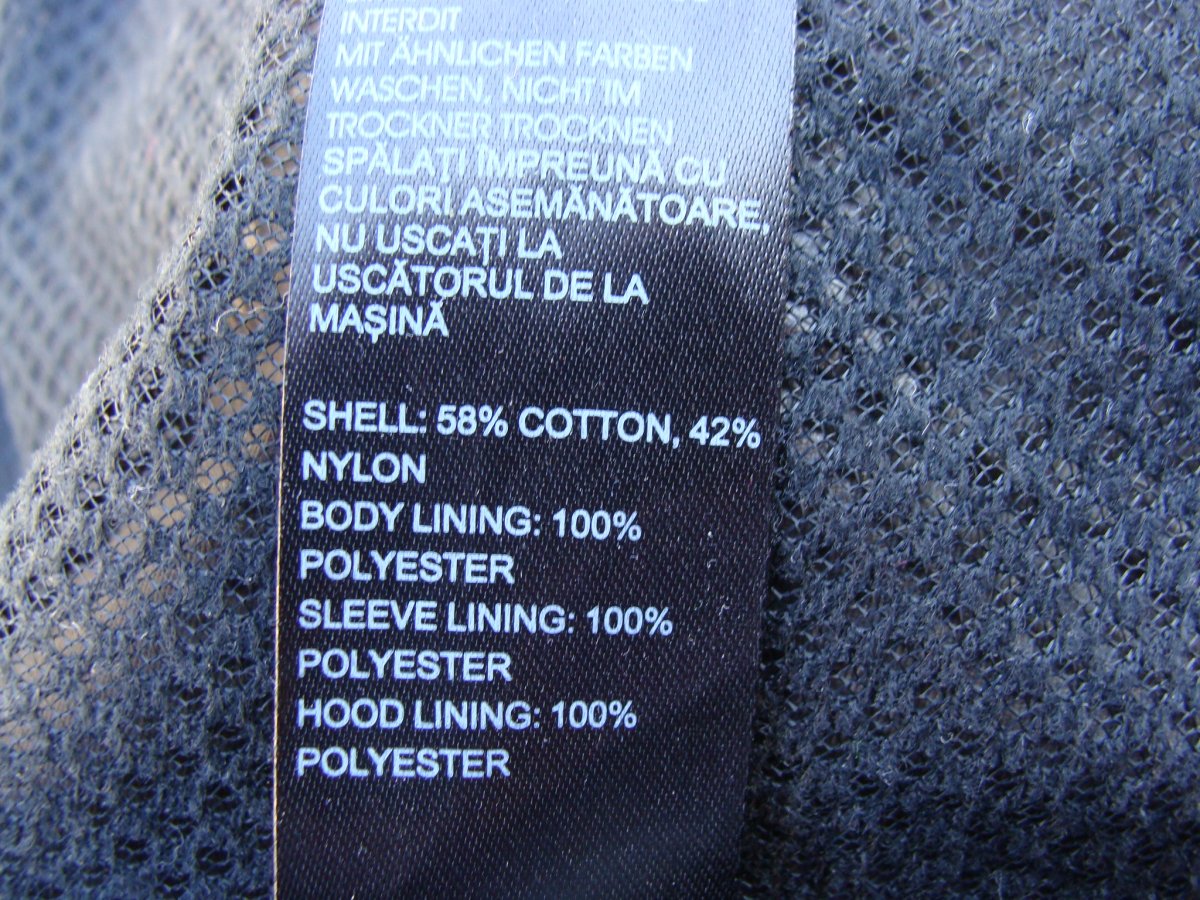 INTERDIT
MIT ÄHNLICHEN FARBEN
WASCHEN, NICHT IM
TROCKNER TROCKNEN
SPĂLAȚI ÎMPREUNĂ CU
CULORI ASEMĂNĂTOARE,
NU USCAȚI LA
USCĂTORUL DE LA
MAȘINĂ
SHELL: 58% COTTON, 42%
NYLON
BODY LINING: 100%
POLYESTER
SLEEVE LINING: 100%
POLYESTER
HOOD LINING: 100%
POLYESTER